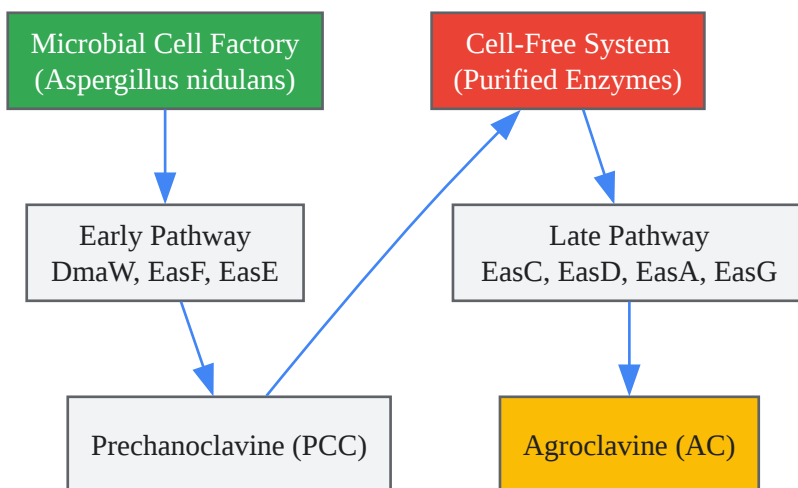 Microbial Cell Factory
(Aspergillus nidulans)
Early Pathway
DmaW, EasF, EasE
Prechanoclavine (PCC)
Cell-Free System
(Purified Enzymes)
Late Pathway
EasC, EasD, EasA, EasG
Agroclavine (AC)